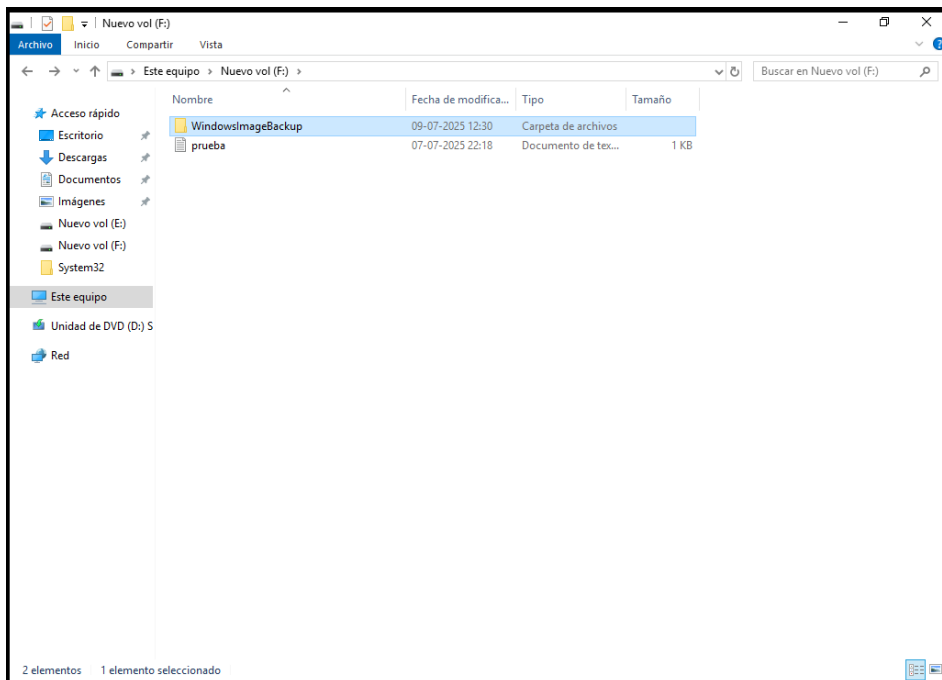 Nuevo vol (F:)
Archivo Inicio Compartir Vista
Este equipo > Nuevo vol (F:) > Buscar en Nuevo vol (F:)
Nombre Fecha de modifica... Tipo Tamaño
WindowsImageBackup 09-07-2025 12:30 Carpeta de archivos
prueba 07-07-2025 22:18 Documento de tex... 1 KB
Acceso rápido
Escritorio
Descargas
Documentos
Imágenes
Nuevo vol (E:)
Nuevo vol (F:)
System32
Este equipo
Unidad de DVD (D:) S
Red
2 elementos 1 elemento seleccionado